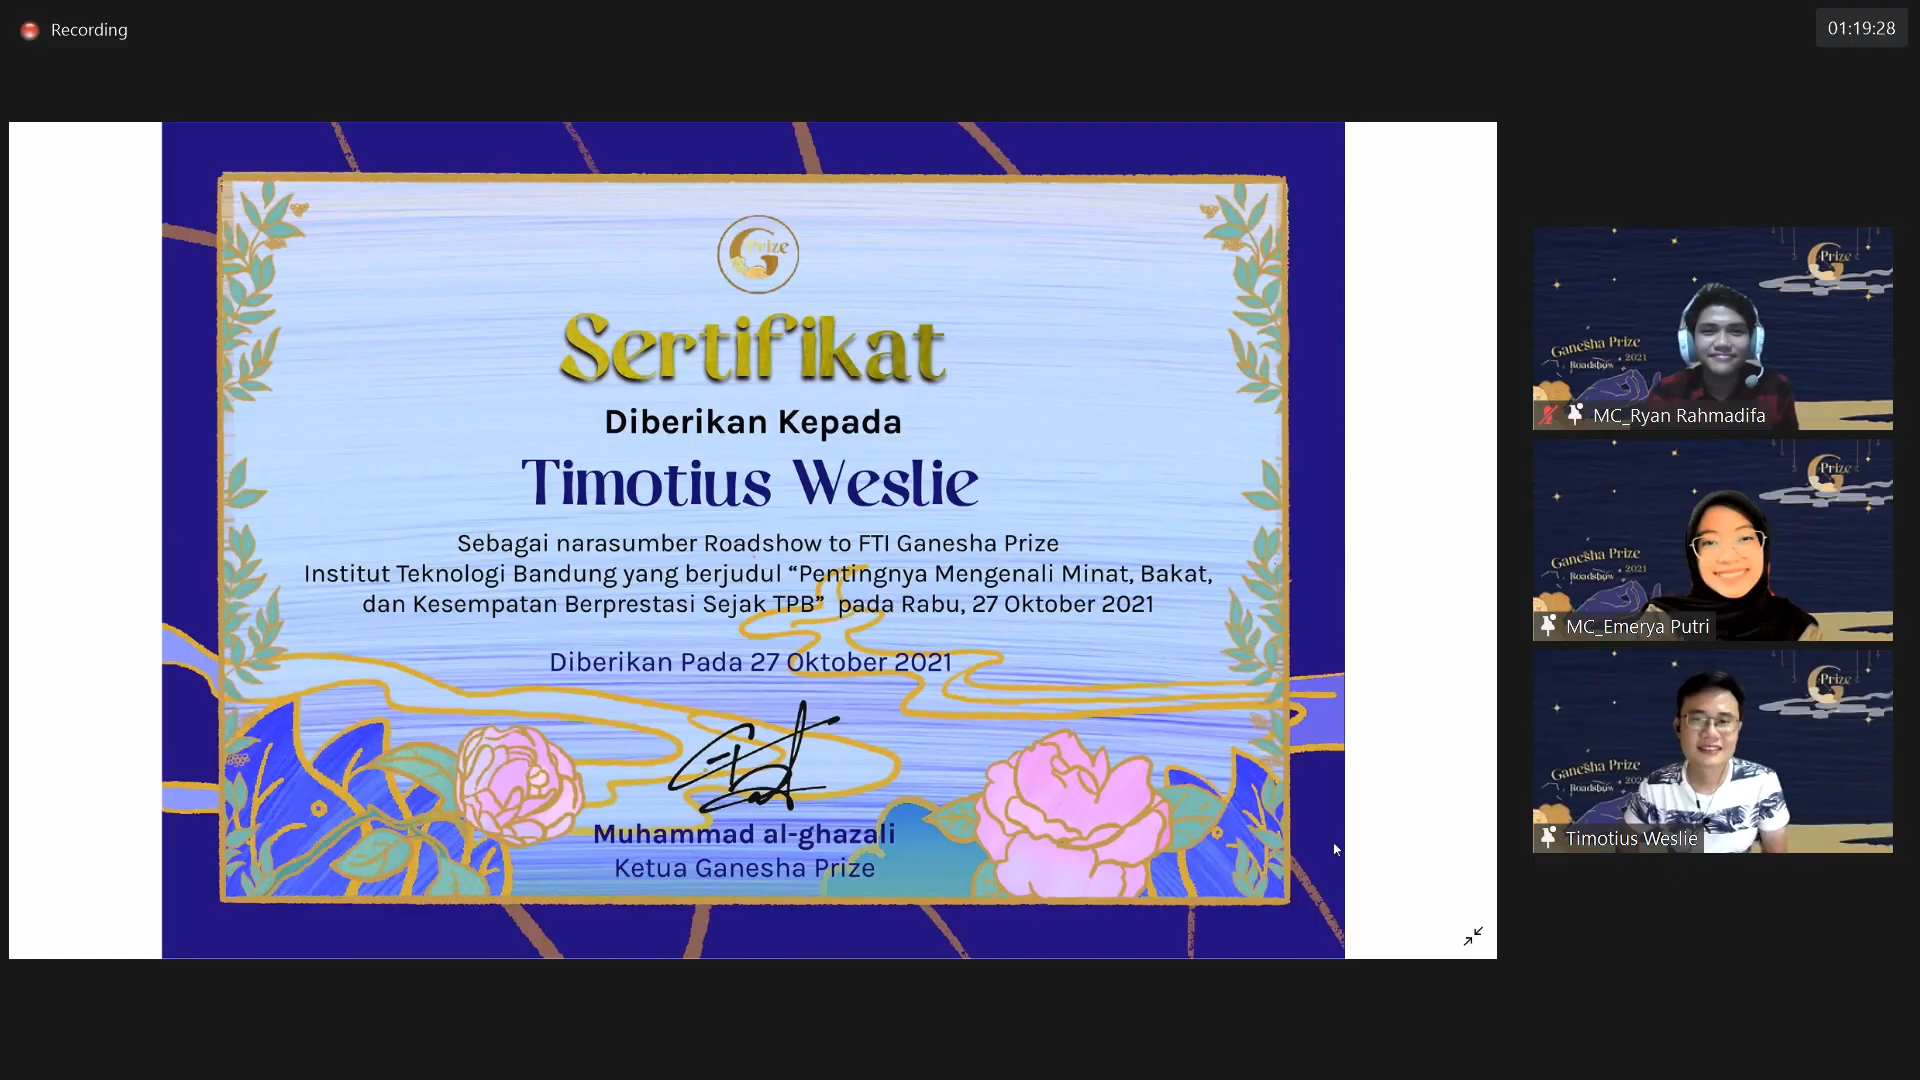 Recording
01:19:28
Prize
Sertifikat
Diberikan Kepada
Timotius Weslie
Sebagai narasumber Roadshow to FTI Ganesha Prize
Institut Teknologi Bandung yang berjudul “Pentingnya Mengenali Minat, Bakat,
dan Kesempatan Berprestasi Sejak TPB” pada Rabu, 27 Oktober 2021
Diberikan Pada 27 Oktober 2021
Muhammad al-ghazali
Ketua Ganesha Prize
Prize
Ganesha Prize
Roadshow 2021
MC_Ryan Rahmadifa
Prize
Ganesha Prize
Roadshow 2021
MC_Emerya Putri
Prize
Ganesha Prize
Roadshow
Timotius Weslie